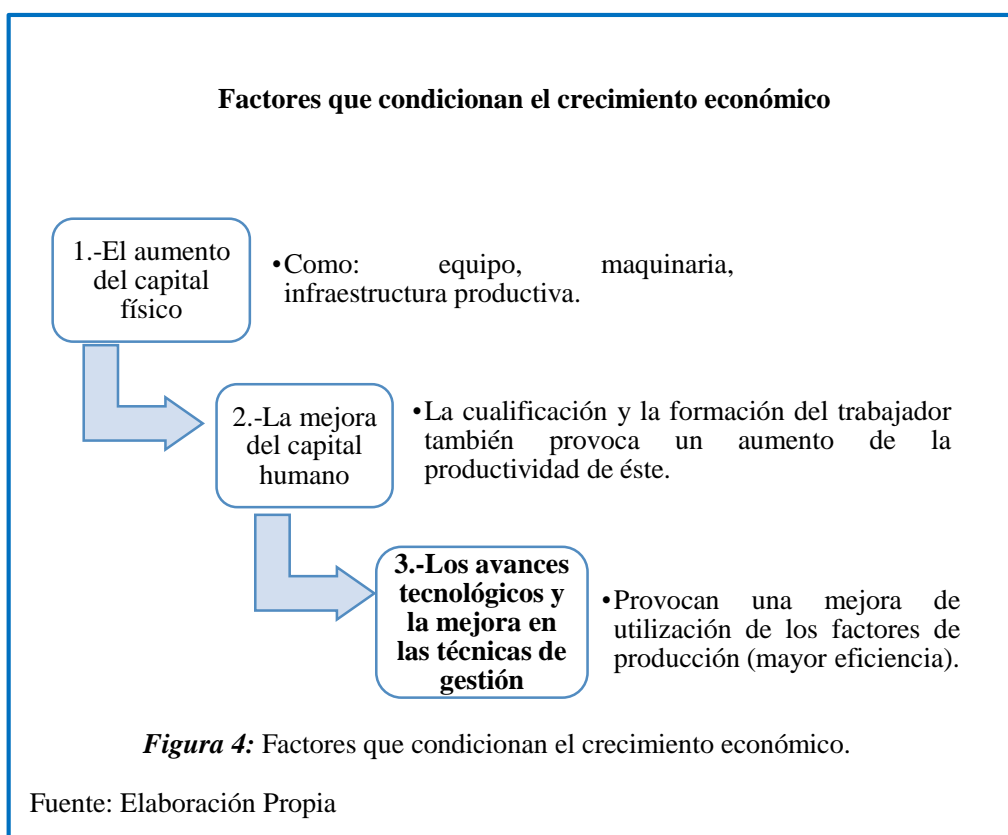 Factores que condicionan el crecimiento económico
1.-El aumento
del capital
físico
•Como: equipo, maquinaria,
infraestructura productiva.
2.-La mejora
del capital
humano
•La cualificación y la formación del trabajador
también provoca un aumento de la
productividad de éste.
3.-Los avances
tecnológicos y
la mejora en
las técnicas de
gestión
•Provocan una mejora de
utilización de los factores de
producción (mayor eficiencia).
Figura 4: Factores que condicionan el crecimiento económico.
Fuente: Elaboración Propia